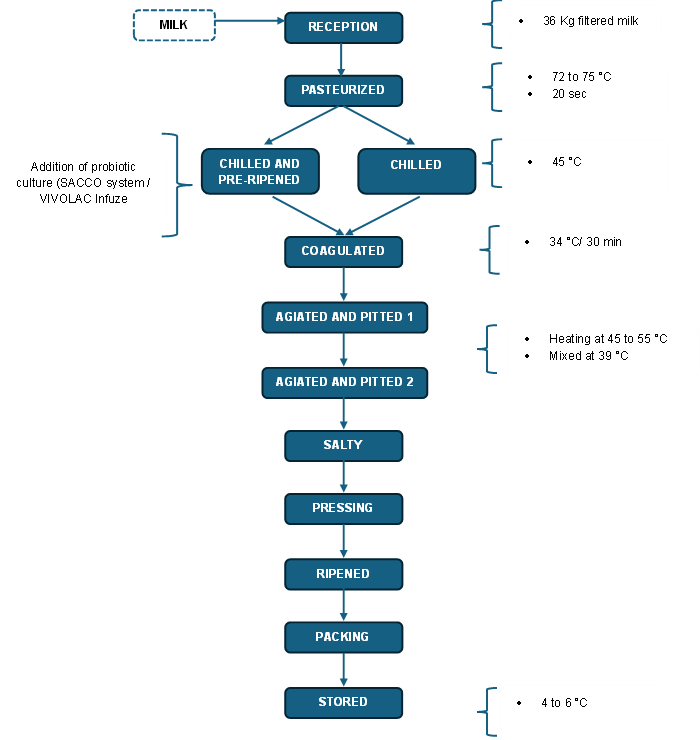 MILK
RECEPTION
• 36 Kg filtered milk
PASTEURIZED
• 72 to 75 °C
• 20 sec
Addition of probiotic
culture (SACCO system /
VIVOLAC Infuze
CHILLED AND
PRE-RIPENED
CHILLED
• 45 °C
COAGULATED
• 34 °C/ 30 min
AGIATED AND PITTED 1
• Heating at 45 to 55 °C
• Mixed at 39 °C
AGIATED AND PITTED 2
SALTY
PRESSING
RIPENED
PACKING
STORED
• 4 to 6 °C